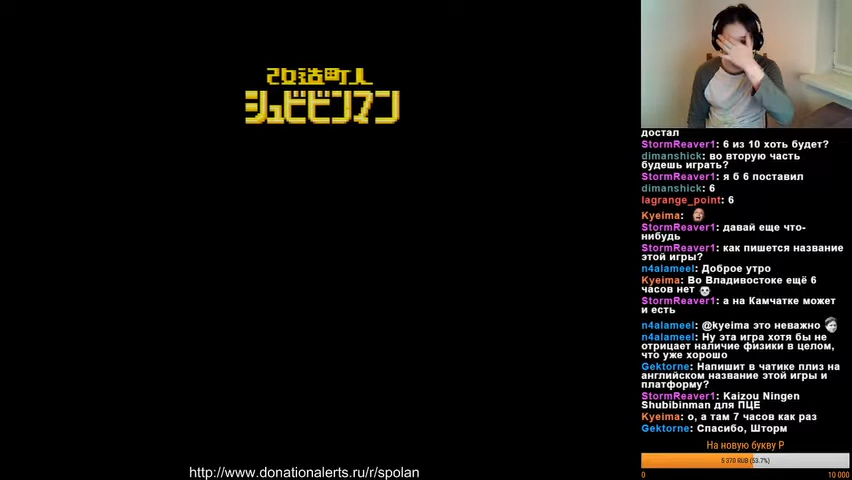 改造町人
シュビビンマン
достал
StormReaver1: 6 из 10 хоть будет?
dimanshick: во вторую часть
будешь играть?
StormReaver1: я б 6 поставил
dimanshick: 6
lagrange_point: 6
Kyeima:
StormReaver1: давай еще что-
нибудь
StormReaver1: как пишется название
этой игры?
n4alameel: Доброе утро
Kyeima: Во Владивостоке ещё 6
часов нет
StormReaver1: а на Камчатке может
и есть
n4alameel: @kyeima это неважно
n4alameel: Ну эта игра хотя бы не
отрицает наличие физики в целом,
что уже хорошо
Gektorne: Напишит в чатике плиз на
английском название этой игры и
платформу?
StormReaver1: Kaizou Ningen
Shubibinman для ПЦЕ
Kyeima: о, а там 7 часов как раз
Gektorne: Спасибо, Шторм
На новую букву Р
5 370 RUB (53.7%)
0 10 000
http://www.donationalerts.ru/r/spolan